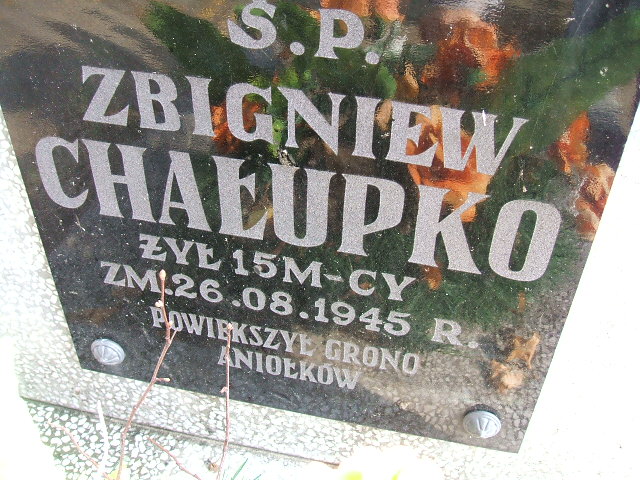 Ś.P.
ZBIGNIEW
CHAŁUPKO
ŻYŁ 15 M-CY
ZM. 26.08.1945 R.
POWIĘKSZYŁ GRONO
ANIOŁKÓW